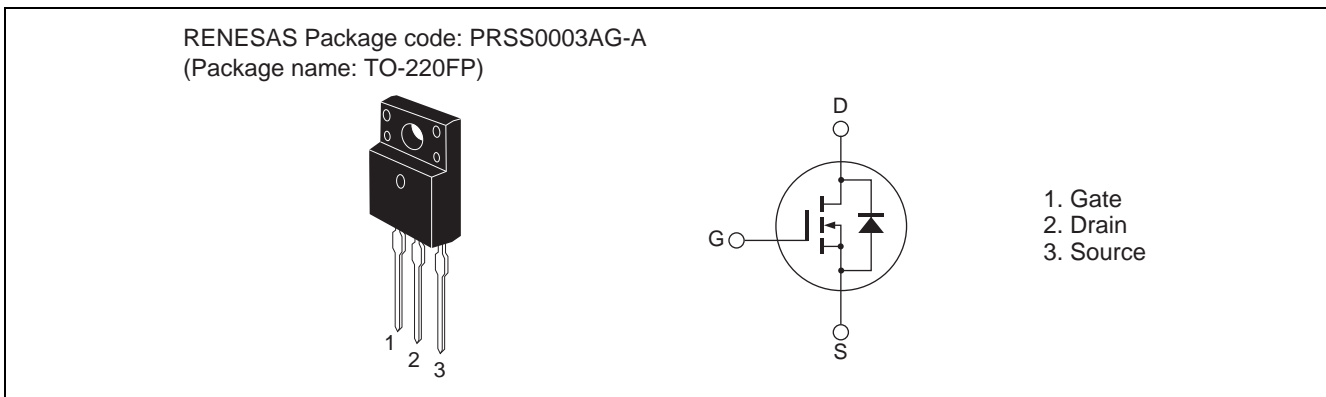 RENESAS Package code: PRSS0003AG-A
(Package name: TO-220FP)
1
2
3
D
G
S
1. Gate
2. Drain
3. Source